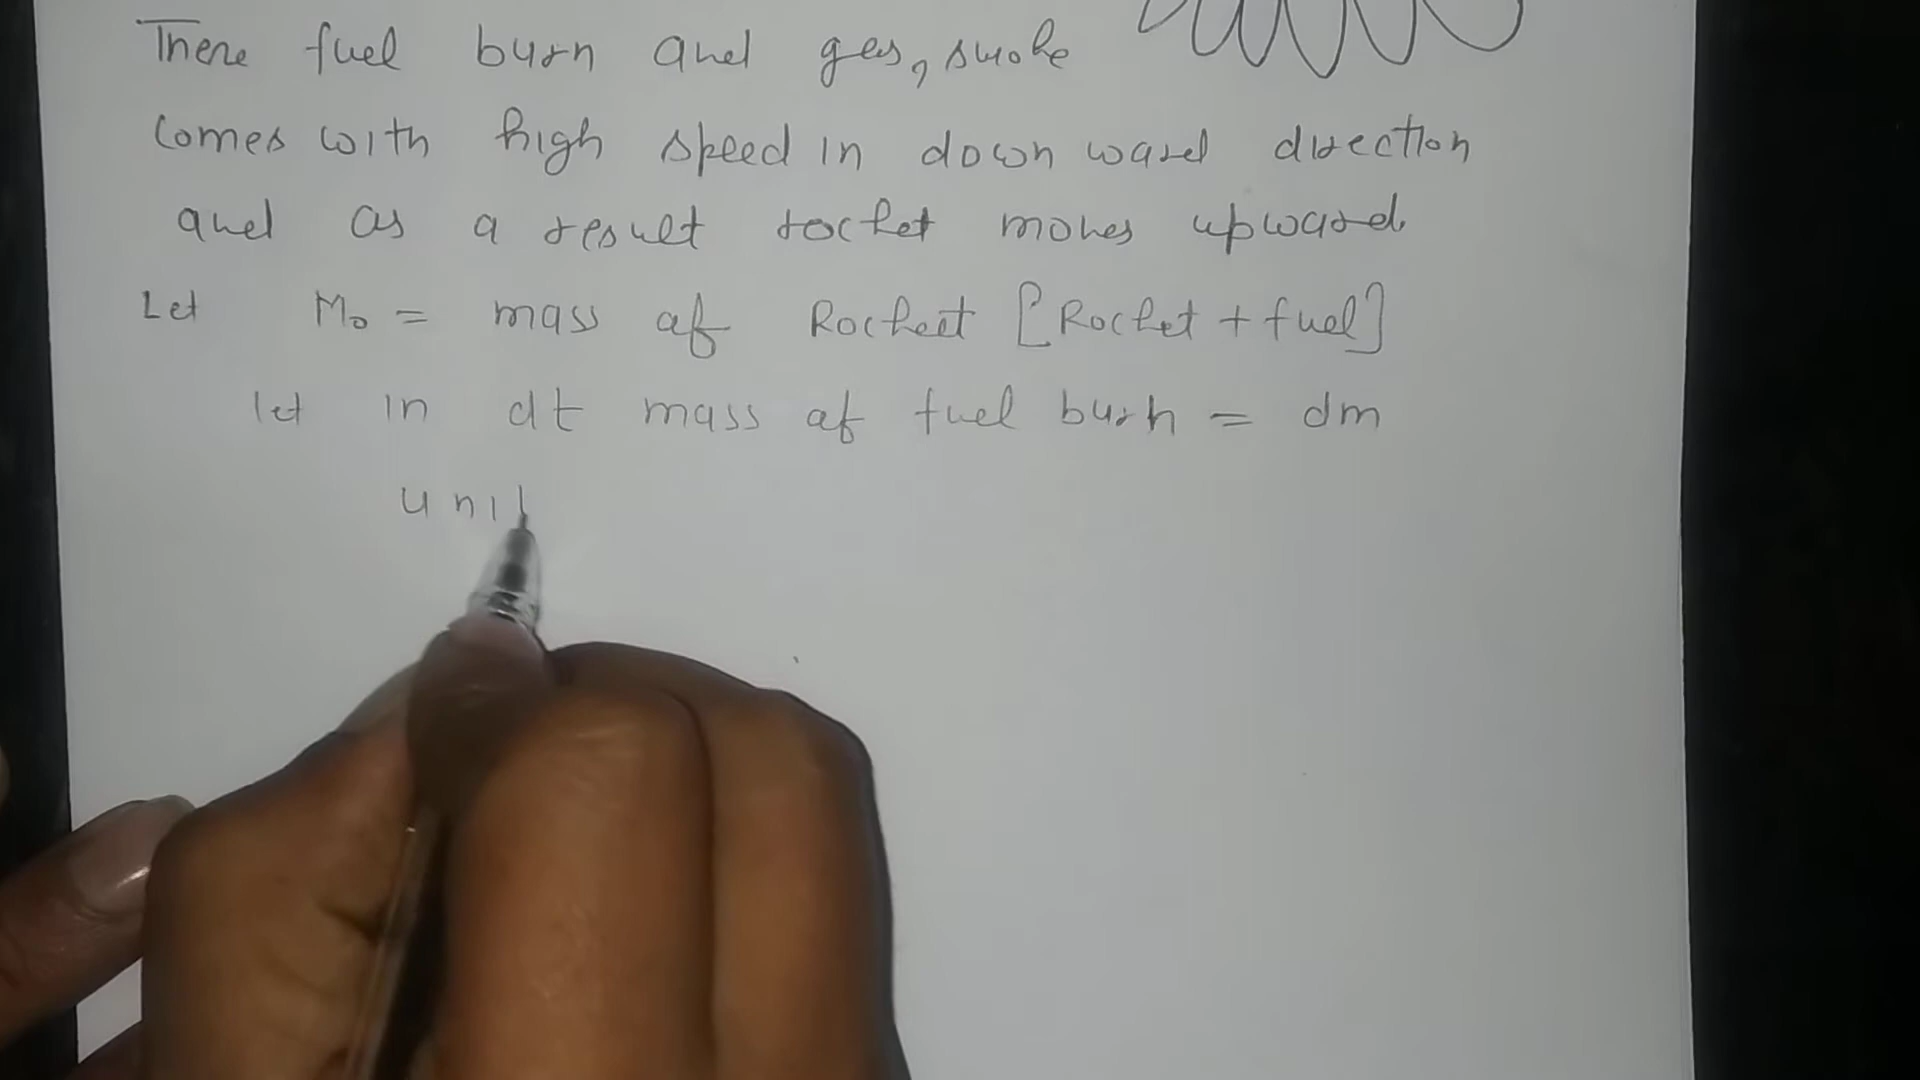 There fuel burn and gas, smoke
comes with high speed in down ward direction
and as a result rocket moves upward.
Let M₀ = mass of Rockeet [Rocket + fuel]
let in dt mass of fuel burn = dm
unit